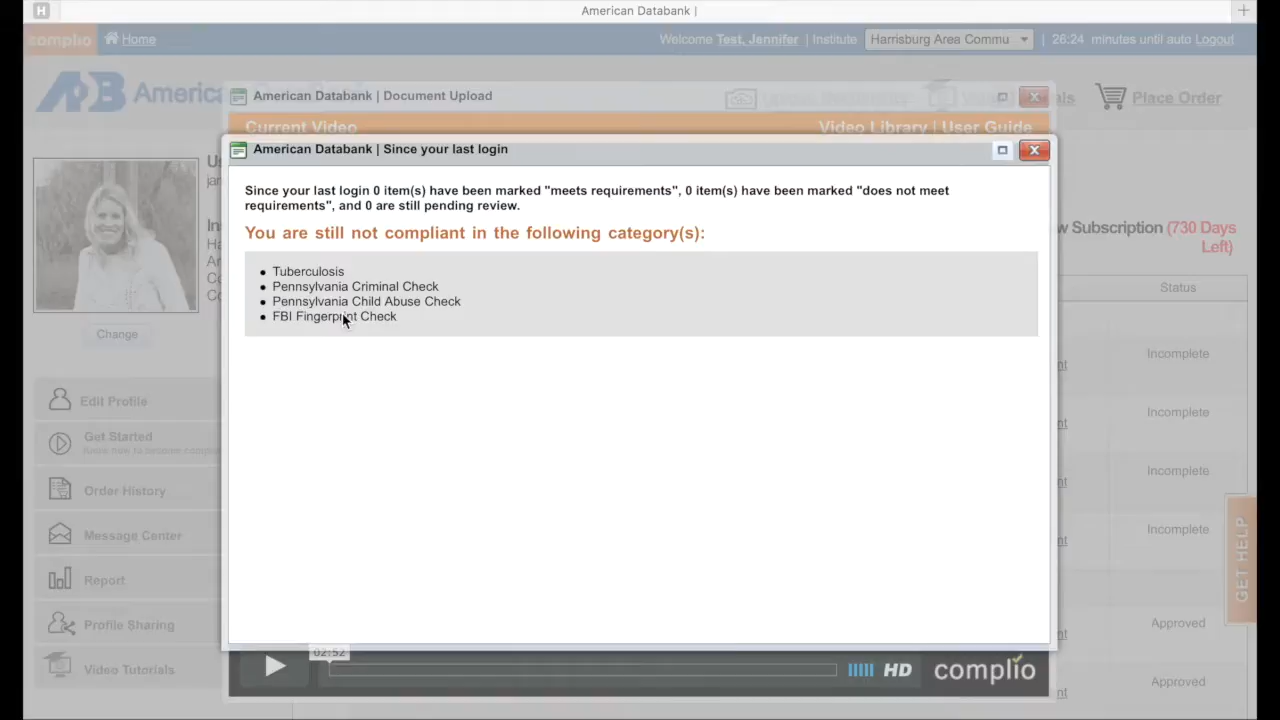 American Databank |
H
complio
Home
Welcome Test, Jennifer | Institute Harrisburg Area Commu | 26:24 minutes until auto Logout
ADB America
American Databank | Document Upload
Place Order
Current Video
Video Library | User Guide
American Databank | Since your last login
Since your last login 0 item(s) have been marked "meets requirements", 0 item(s) have been marked "does not meet
requirements", and 0 are still pending review.
You are still not compliant in the following category(s):
Tuberculosis
Pennsylvania Criminal Check
Pennsylvania Child Abuse Check
FBI Fingerprint Check
w Subscription (730 Days
Left)
Status
Change
Incomplete
Incomplete
Incomplete
Incomplete
Approved
Approved
Edit Profile
Get Started
Order History
Message Center
Report
Profile Sharing
Video Tutorials
GET HELP
02:52
HD
complio